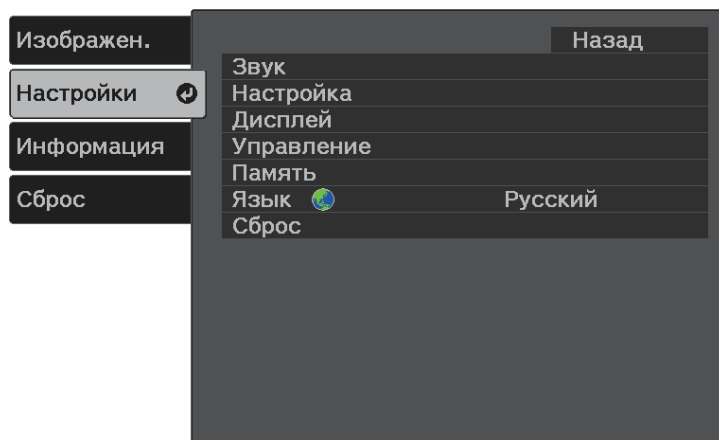 Изображен.
Настройки
Информация
Сброс
Назад
Звук
Настройка
Дисплей
Управление
Память
Язык Русский
Сброс